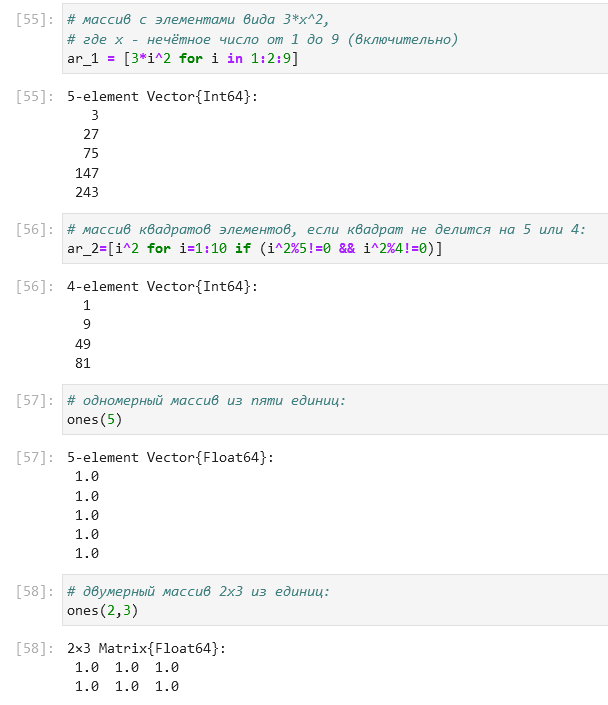 [55]: # массив с элементами вида 3*x^2,
# где x - нечётное число от 1 до 9 (включительно)
ar_1 = [3*i^2 for i in 1:2:9]
[55]: 5-element Vector{Int64}:
3
27
75
147
243
[56]: # массив квадратов элементов, если квадрат не делится на 5 или 4:
ar_2=[i^2 for i=1:10 if (i^2%5!=0 && i^2%4!=0)]
[56]: 4-element Vector{Int64}:
1
9
49
81
[57]: # одномерный массив из пяти единиц:
ones(5)
[57]: 5-element Vector{Float64}:
1.0
1.0
1.0
1.0
1.0
[58]: # двумерный массив 2x3 из единиц:
ones(2,3)
[58]: 2×3 Matrix{Float64}:
1.0 1.0 1.0
1.0 1.0 1.0